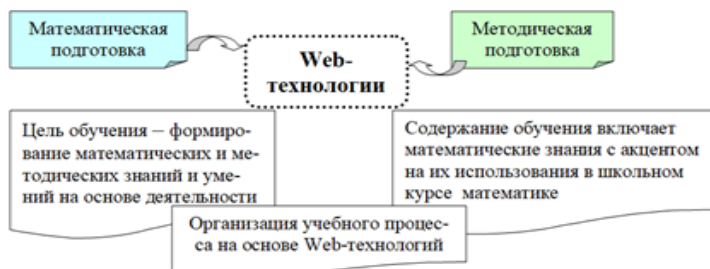 Математическая
подготовка
Web-
технологии
Методическая
подготовка
Цель обучения – формиро-
вание математических и ме-
тодических знаний и уме-
ний на основе деятельности
Содержание обучения включает
математические знания с акцентом
на их использования в школьном
курсе математике
Организация учебного процес-
са на основе Web-технологий